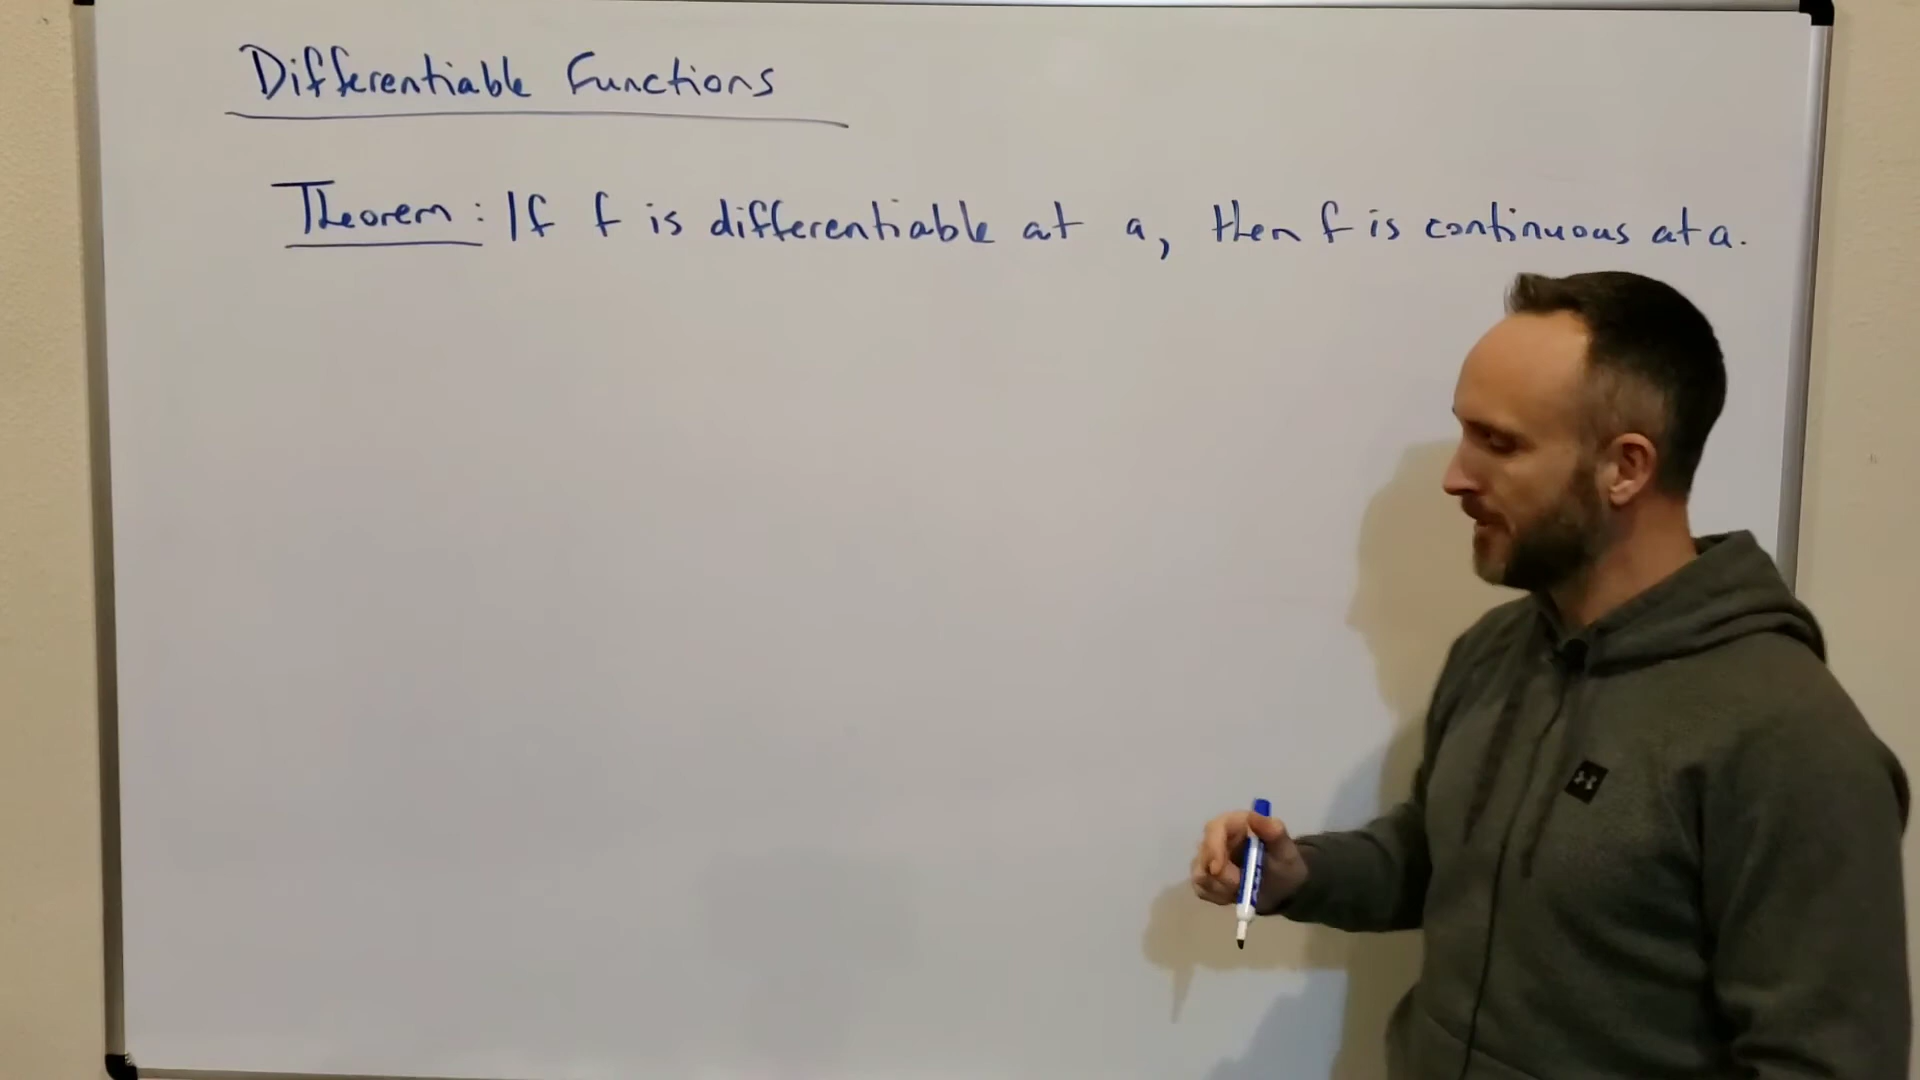 Differentiable Functions
Theorem: If f is differentiable at a, then f is continuous at a.